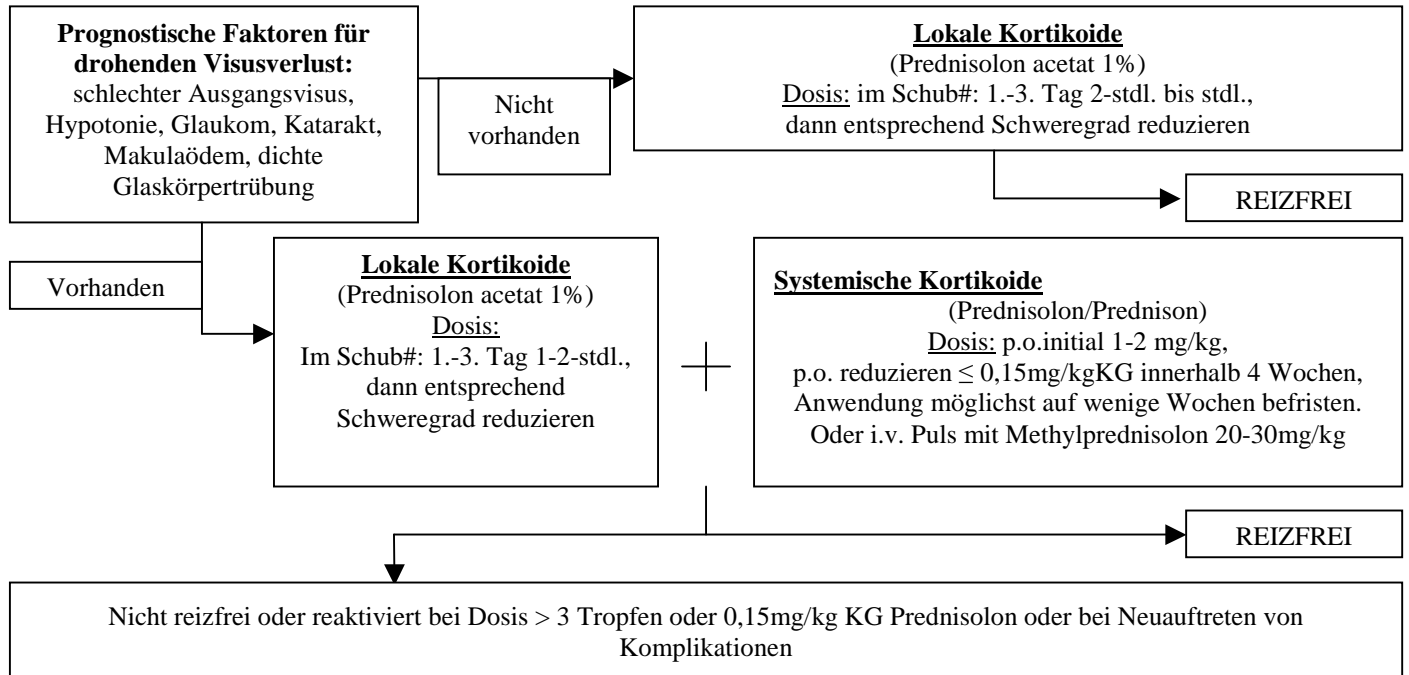 Prognostische Faktoren für
drohenden Visusverlust:
schlechter Ausgangsvisus,
Hypotonie, Glaukom, Katarakt,
Makulaödem, dichte
Glaskörpertrübung
Nicht
vorhanden
Lokale Kortikoide
(Prednisolon acetat 1%)
Dosis: im Schub#: 1.-3. Tag 2-stdl. bis stdl.,
dann entsprechend Schweregrad reduzieren
REIZFREI
Vorhanden
Lokale Kortikoide
(Prednisolon acetat 1%)
Dosis:
Im Schub#: 1.-3. Tag 1-2-stdl.,
dann entsprechend
Schweregrad reduzieren
Systemische Kortikoide
(Prednisolon/Prednison)
Dosis: p.o.initial 1-2 mg/kg,
p.o. reduzieren ≤ 0,15mg/kgKG innerhalb 4 Wochen,
Anwendung möglichst auf wenige Wochen befristen.
Oder i.v. Puls mit Methylprednisolon 20-30mg/kg
REIZFREI
Nicht reizfrei oder reaktiviert bei Dosis > 3 Tropfen oder 0,15mg/kg KG Prednisolon oder bei Neuauftreten von
Komplikationen